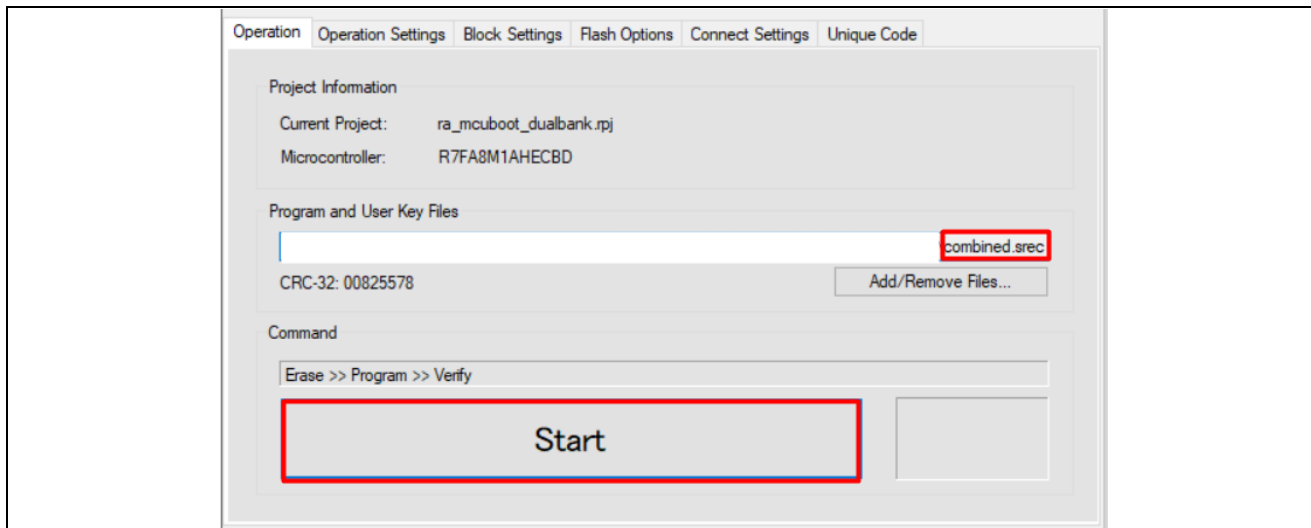 Operation Operation Settings Block Settings Flash Options Connect Settings Unique Code
Project Information
Current Project: ra_mcuboot_dualbank.rpj
Microcontroller: R7FA8M1AHECBD
Program and User Key Files
combined.srec
CRC-32: 00825578 Add/Remove Files...
Command
Erase >> Program >> Verify
Start